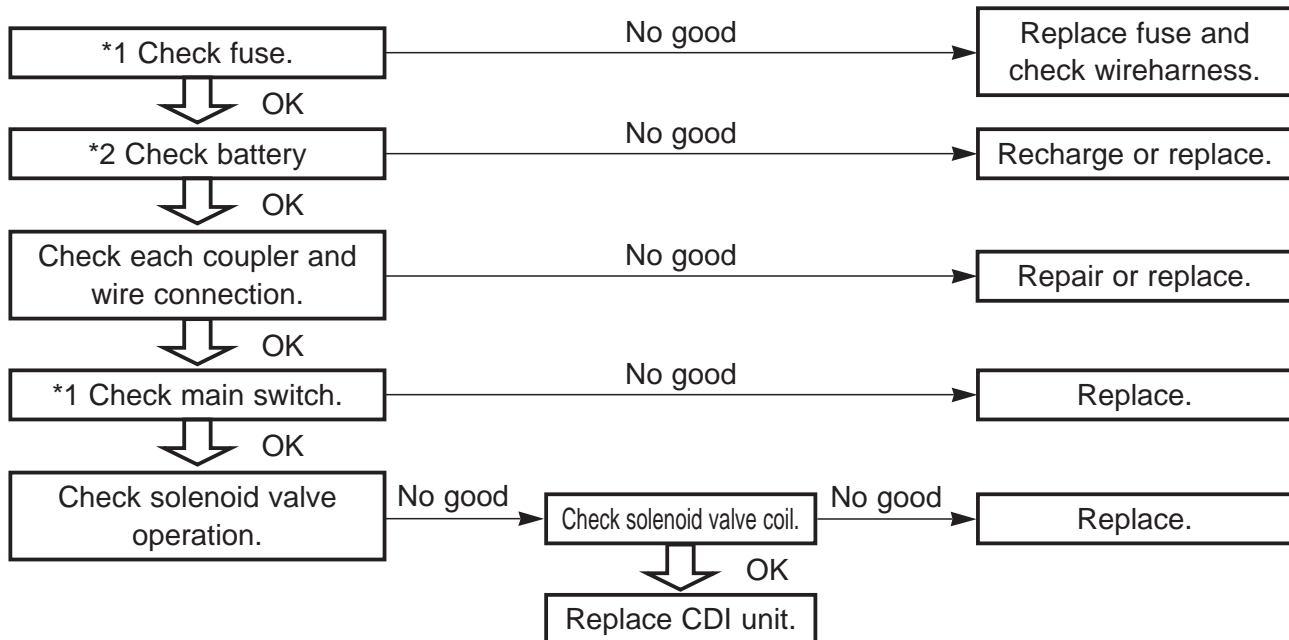 *1 Check fuse.
No good
Replace fuse and
check wireharness.
OK
*2 Check battery
No good
Recharge or replace.
OK
Check each coupler and
wire connection.
No good
Repair or replace.
OK
*1 Check main switch.
No good
Replace.
OK
Check solenoid valve
operation.
No good
Check solenoid valve coil.
No good
Replace.
OK
Replace CDI unit.